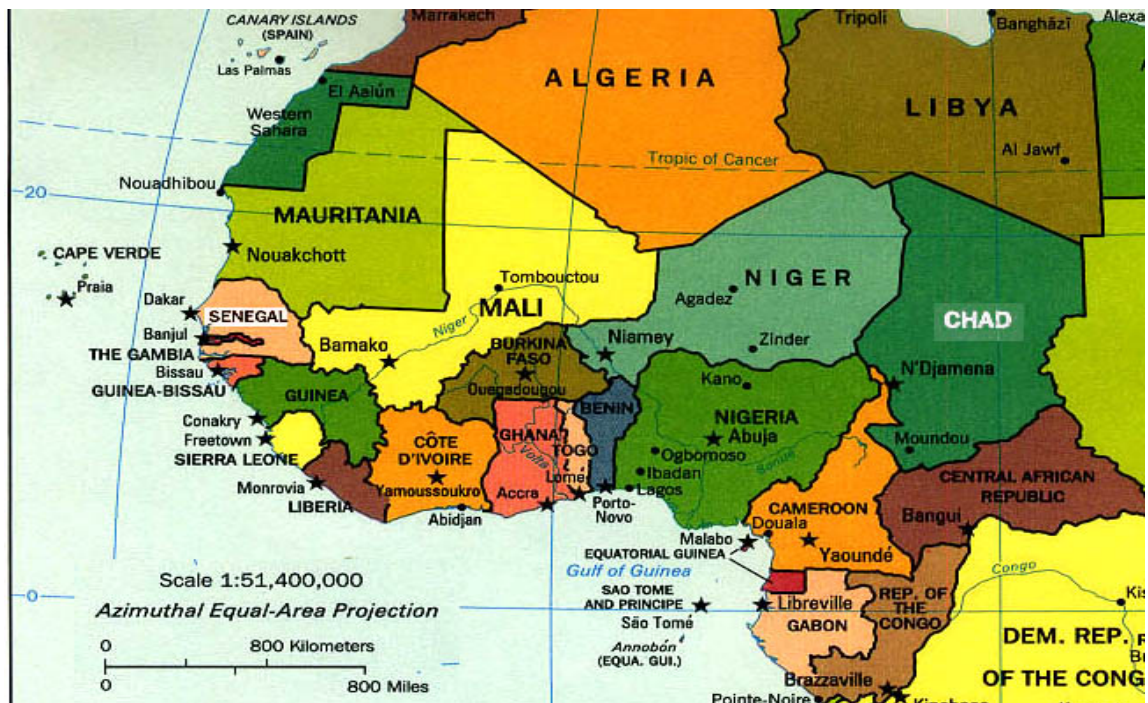 CANARY ISLANDS
(SPAIN)
Las Palmas
Marrakech
Tripoli
Banghāzī
Alexa
El Aaiún
Western
Sahara
ALGERIA
LIBYA
Al Jawf
Tropic of Cancer
Nouadhibou
20
MAURITANIA
Nouakchott
CAPE VERDE
Praia
Tombouctou
MALI
Niger
NIGER
Agadez
Zinder
Niamey
CHAD
N'Djamena
Moundou
Dakar
SENEGAL
Banjul
THE GAMBIA
Bissau
GUINEA-BISSAU
Bamako
BURKINA
FASO
Ouagadougou
GUINEA
Conakry
Freetown
SIERRA LEONE
Monrovia
LIBERIA
CÔTE
D'IVOIRE
Yamoussoukro
Abidjan
GHANA
Volta
Accra
TOGO
Lomé
BENIN
Porto-
Novo
Kano
NIGERIA
Abuja
Ogbomoso
Ibadan
Lagos
Benue
CENTRAL AFRICAN
REPUBLIC
Bangui
CAMEROON
Douala
Yaoundé
Malabo
EQUATORIAL GUINEA
Gulf of Guinea
SAO TOME
AND PRINCIPE
São Tomé
Annobón
(EQUA. GUI.)
Libreville
GABON
REP. OF
THE
CONGO
Congo
Kis
DEM. REP.
OF THE CONG
Bu
Brazzaville
Pointe-Noire
0
Scale 1:51,400,000
Azimuthal Equal-Area Projection
0 800 Kilometers
0 800 Miles